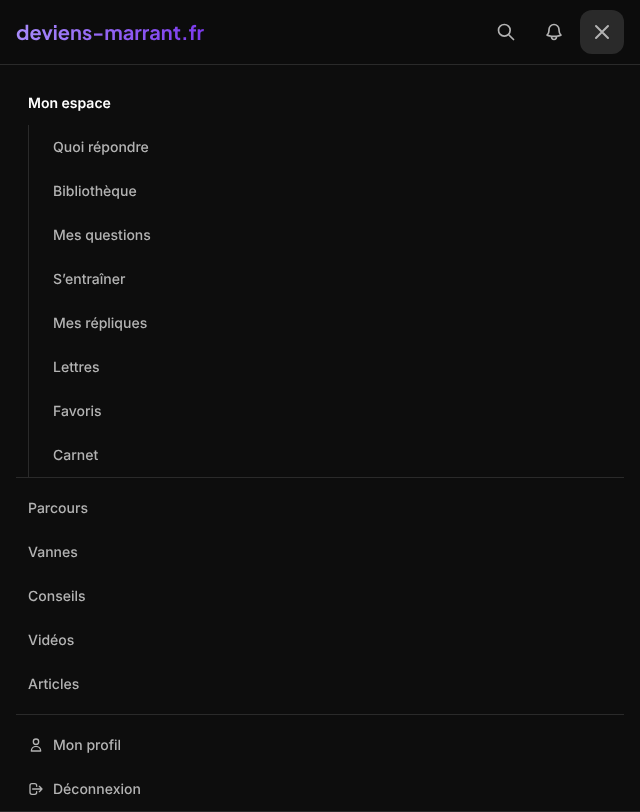 deviens-marrant.fr
Mon espace
Quoi répondre
Bibliothèque
Mes questions
S’entraîner
Mes répliques
Lettres
Favoris
Carnet
Parcours
Vannes
Conseils
Vidéos
Articles
Mon profil
Déconnexion